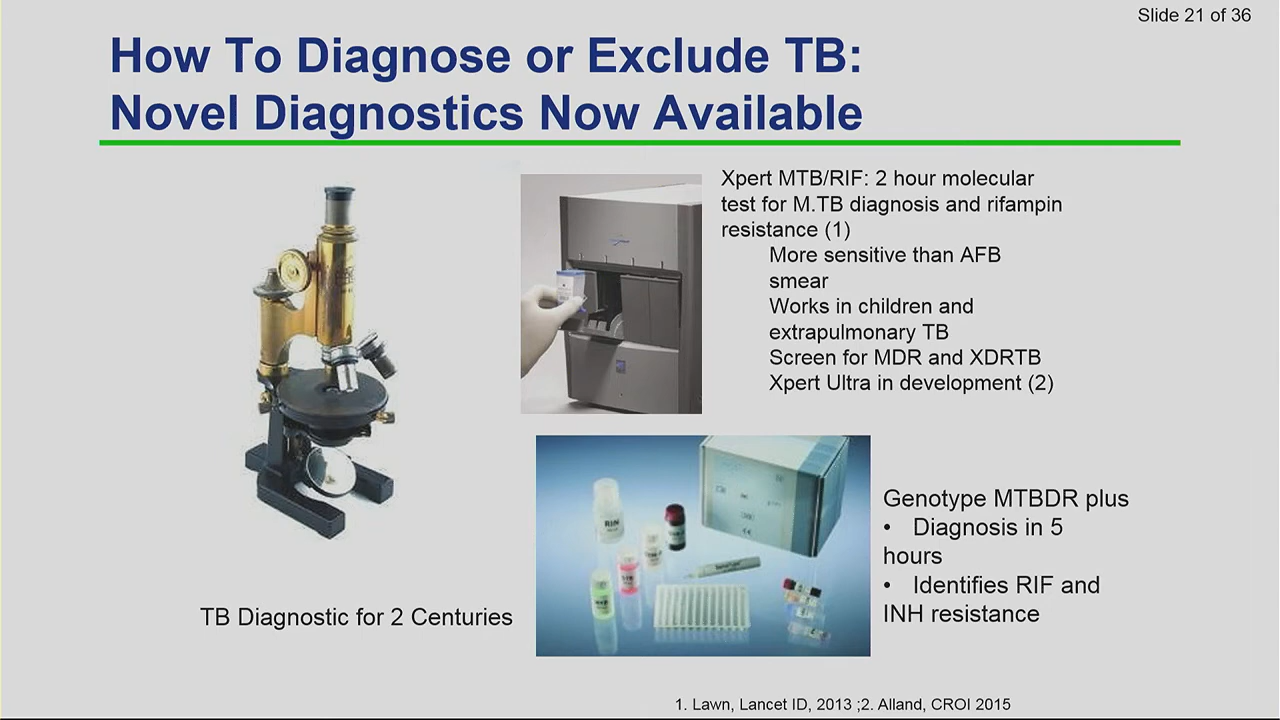 Slide 21 of 36
How To Diagnose or Exclude TB:
Novel Diagnostics Now Available
Xpert MTB/RIF: 2 hour molecular
test for M.TB diagnosis and rifampin
resistance (1)
More sensitive than AFB
smear
Works in children and
extrapulmonary TB
Screen for MDR and XDRTB
Xpert Ultra in development (2)
Genotype MTBDR plus
• Diagnosis in 5
hours
• Identifies RIF and
INH resistance
TB Diagnostic for 2 Centuries
1. Lawn, Lancet ID, 2013 ;2. Alland, CROI 2015